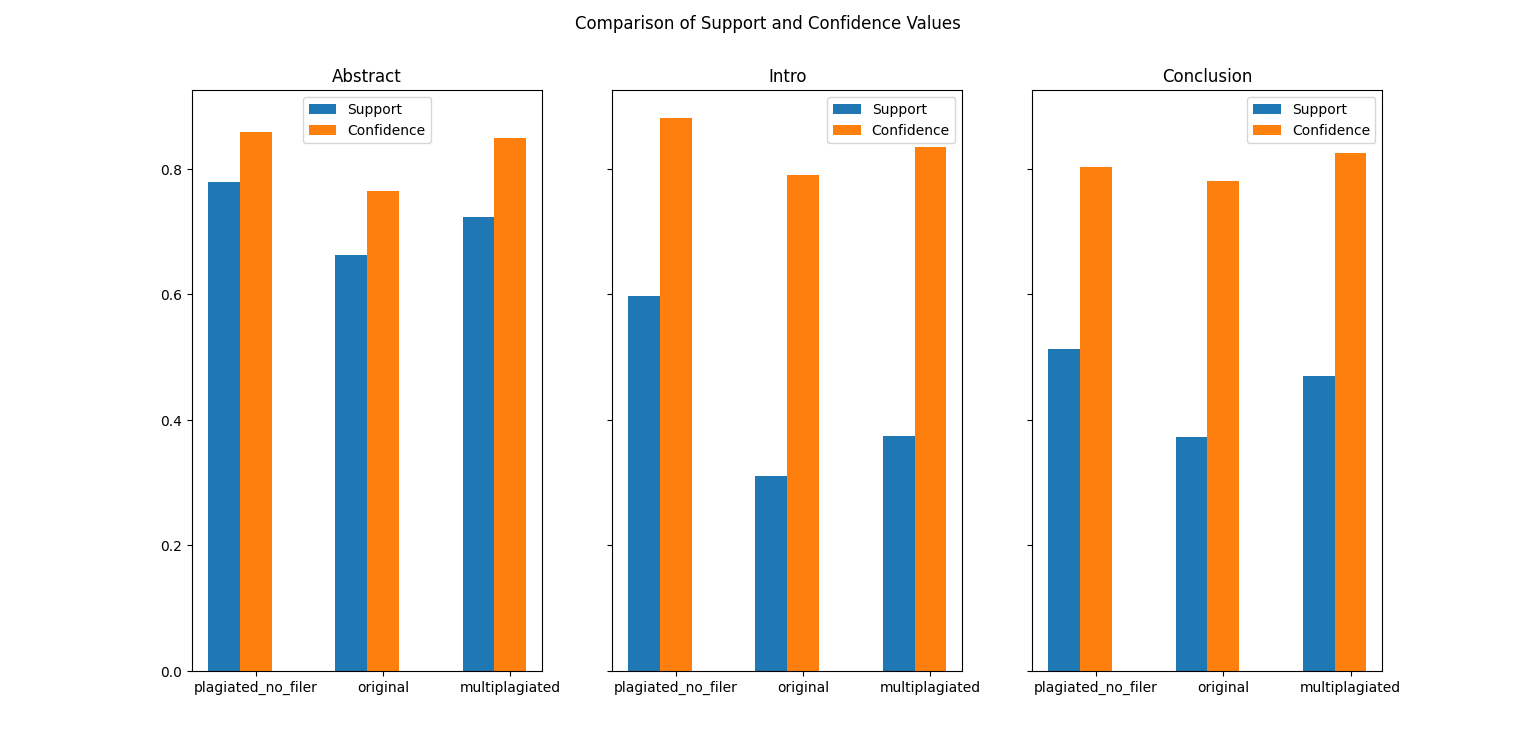 Comparison of Support and Confidence Values
Abstract
Support
Confidence
0.8
0.6
0.4
0.2
0.0
plagiated_no_filer
original
multiplagiated
Intro
Support
Confidence
plagiated_no_filer
original
multiplagiated
Conclusion
Support
Confidence
plagiated_no_filer
original
multiplagiated